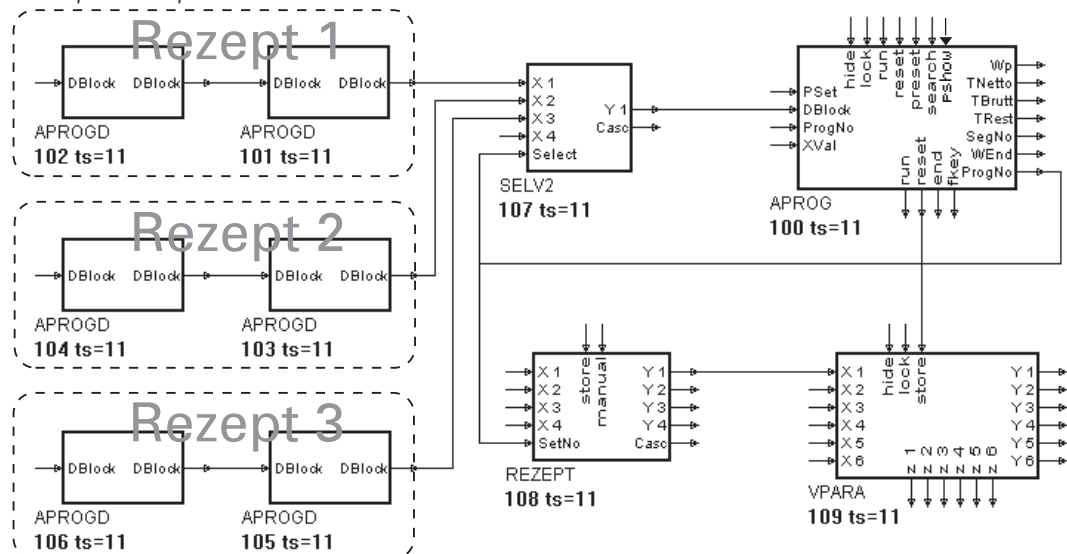 Rezept 1
DBlock DBlock DBlock DBlock
APROGD APROGD
102 ts=11 101 ts=11
Rezept 2
DBlock DBlock DBlock DBlock
APROGD APROGD
104 ts=11 103 ts=11
Rezept 3
DBlock DBlock DBlock DBlock
APROGD APROGD
106 ts=11 105 ts=11
X1
X2
X3
X4
Select
Y1
Casc
SELV2
107 ts=11
hide
lock
run
reset
preset
search
Pshow
PSet
DBlock
ProgNo
XVal
Wp
TNetto
TBrutt
TRest
SegNo
WEnd
ProgNo
run
reset
end
fkey
APROG
100 ts=11
store
manual
X1
X2
X3
X4
SetNo
Y1
Y2
Y3
Y4
Casc
REZEPT
108 ts=11
hide
lock
store
X1
X2
X3
X4
X5
X6
Y1
Y2
Y3
Y4
Y5
Y6
z1
z2
z3
z4
z5
z6
VPARA
109 ts=11